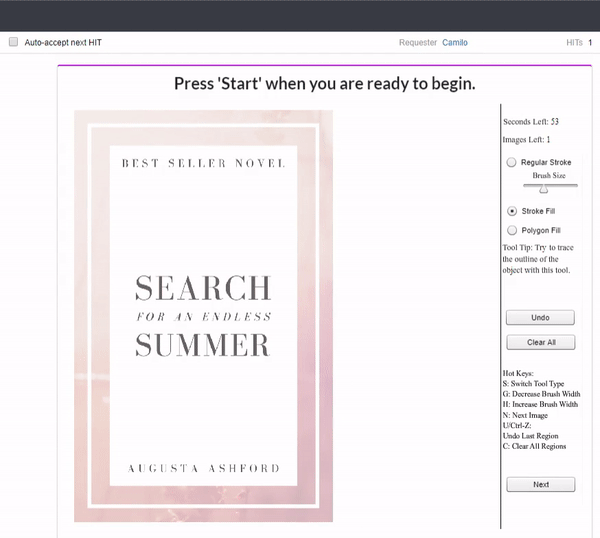 Auto-accept next HIT
Requester Camilo
HITs 1
Press 'Start' when you are ready to begin.
BEST SELLER NOVEL
SEARCH
FOR AN ENDLESS
SUMMER
AUGUSTA ASHFORD
Seconds Left: 53
Images Left: 1
Regular Stroke
Brush Size
Stroke Fill
Polygon Fill
Tool Tip: Try to trace
the outline of the
object with this tool.
Undo
Clear All
Hot Keys:
S: Switch Tool Type
G: Decrease Brush Width
H: Increase Brush Width
N: Next Image
U/Ctrl-Z:
Undo Last Region
C: Clear All Regions
Next